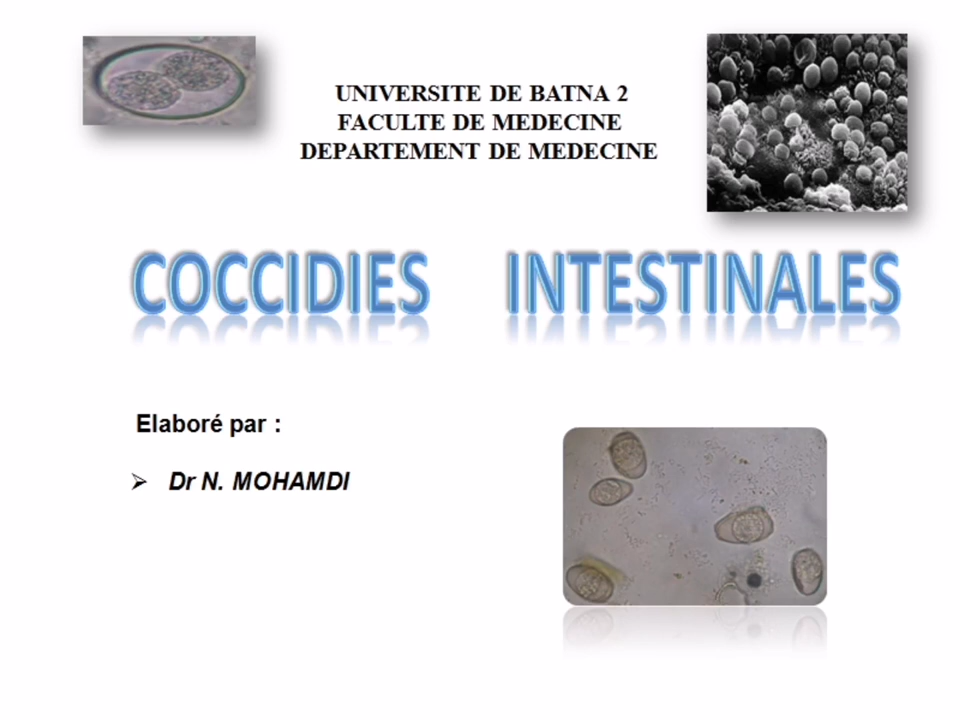 UNIVERSITE DE BATNA 2
FACULTE DE MEDECINE
DEPARTEMENT DE MEDECINE
COCCIDIES INTESTINALES
Elaboré par :
➢ Dr N. MOHAMDI